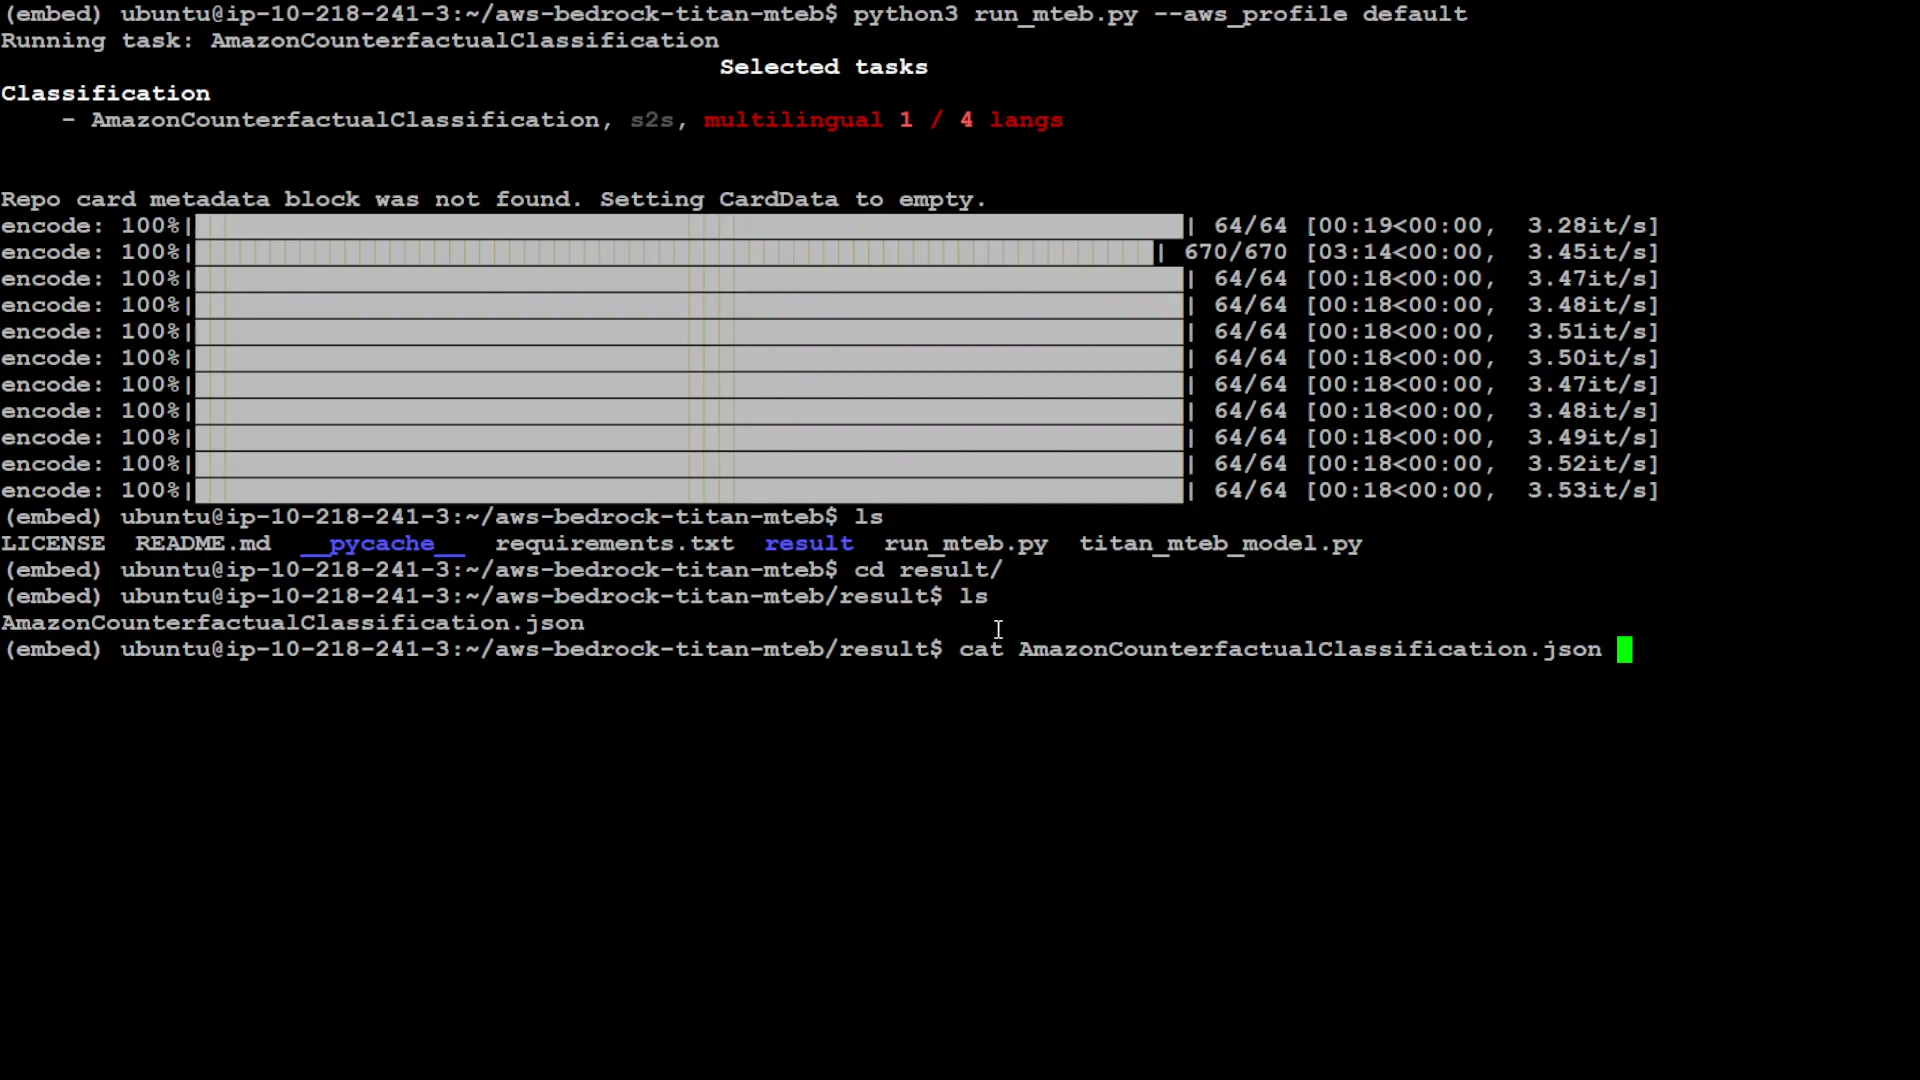 (embed) ubuntu@ip-10-218-241-3:~/aws-bedrock-titan-mteb$ python3 run_mteb.py --aws_profile default
Running task: AmazonCounterfactualClassification
Selected tasks
Classification
- AmazonCounterfactualClassification, s2s, multilingual 1 / 4 langs
Repo card metadata block was not found. Setting CardData to empty.
encode: 100%| | 64/64 [00:19<00:00, 3.28it/s]
encode: 100%| | 670/670 [03:14<00:00, 3.45it/s]
encode: 100%| | 64/64 [00:18<00:00, 3.47it/s]
encode: 100%| | 64/64 [00:18<00:00, 3.48it/s]
encode: 100%| | 64/64 [00:18<00:00, 3.51it/s]
encode: 100%| | 64/64 [00:18<00:00, 3.50it/s]
encode: 100%| | 64/64 [00:18<00:00, 3.47it/s]
encode: 100%| | 64/64 [00:18<00:00, 3.48it/s]
encode: 100%| | 64/64 [00:18<00:00, 3.49it/s]
encode: 100%| | 64/64 [00:18<00:00, 3.52it/s]
encode: 100%| | 64/64 [00:18<00:00, 3.53it/s]
(embed) ubuntu@ip-10-218-241-3:~/aws-bedrock-titan-mteb$ ls
LICENSE README.md __pycache__ requirements.txt result run_mteb.py titan_mteb_model.py
(embed) ubuntu@ip-10-218-241-3:~/aws-bedrock-titan-mteb$ cd result/
(embed) ubuntu@ip-10-218-241-3:~/aws-bedrock-titan-mteb/result$ ls
AmazonCounterfactualClassification.json
(embed) ubuntu@ip-10-218-241-3:~/aws-bedrock-titan-mteb/result$ cat AmazonCounterfactualClassification.json